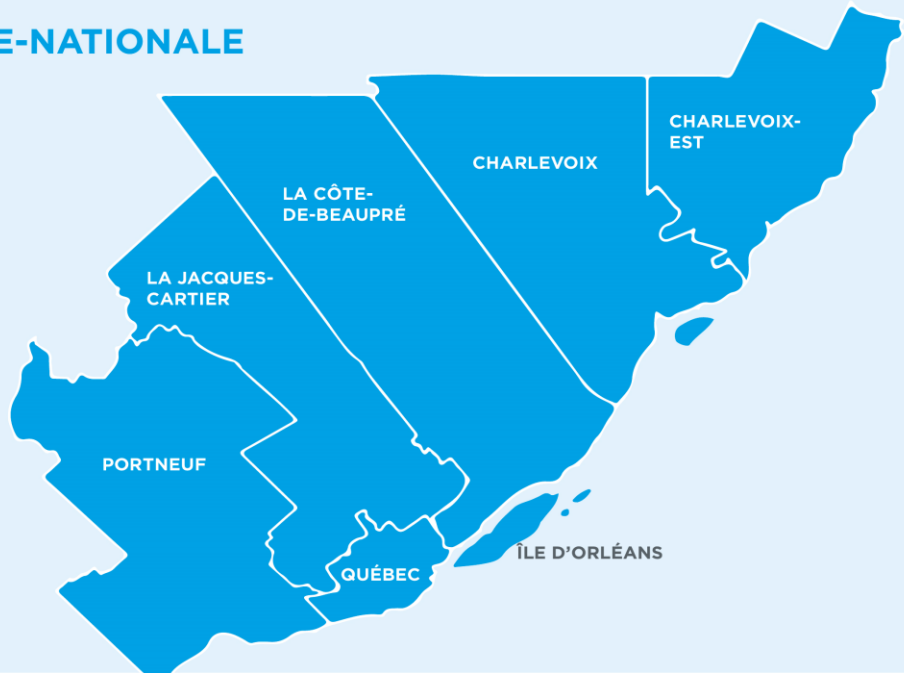 E-NATIONALE
CHARLEVOIX-
EST
CHARLEVOIX
LA CÔTE-
DE-BEAUPRÉ
LA JACQUES-
CARTIER
PORTNEUF
ÎLE D'ORLÉANS
QUÉBEC